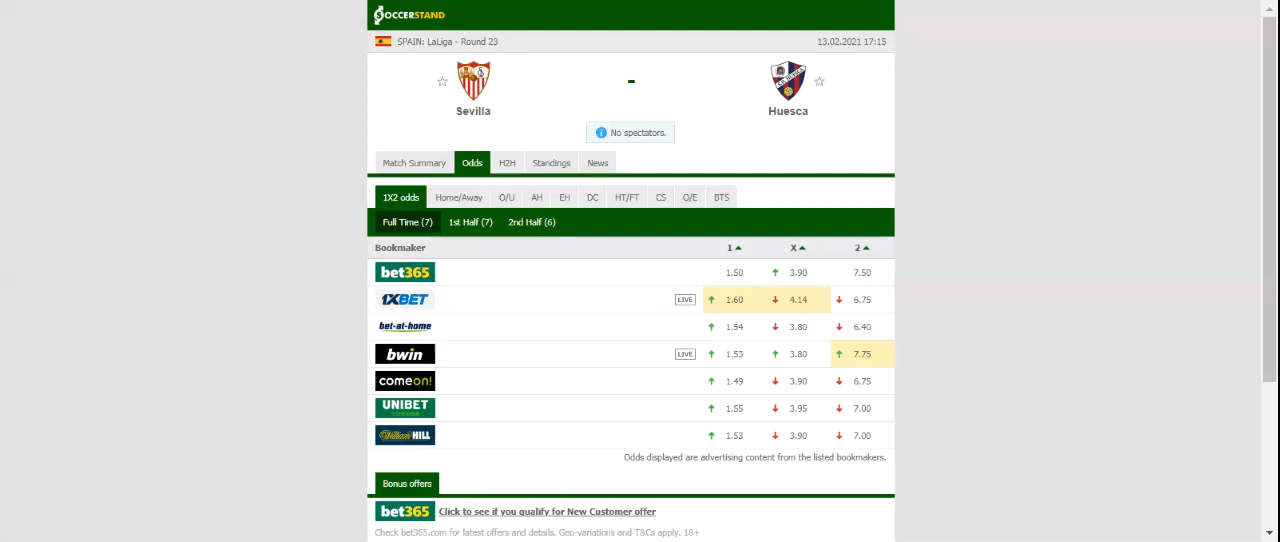 SOCCERSTAND
SPAIN: LaLiga - Round 23 13.02.2021 17:15
-
Sevilla Huesca
No spectators.
Match Summary Odds H2H Standings News
1X2 odds Home/Away O/U AH EH DC HT/FT CS O/E BTS
Full Time (7) 1st Half (7) 2nd Half (6)
Bookmaker 1 X 2
bet365 1.50 3.90 7.50
1XBET LIVE 1.60 4.14 6.75
bet-at-home 1.54 3.80 6.40
bwin LIVE 1.53 3.80 7.75
comeon! 1.49 3.90 6.75
UNIBET 1.55 3.95 7.00
William HILL 1.53 3.90 7.00
Odds displayed are advertising content from the listed bookmakers.
Bonus offers
bet365 Click to see if you qualify for New Customer offer
Check bet365.com for latest offers and details. Geo-variations and T&Cs apply. 18+